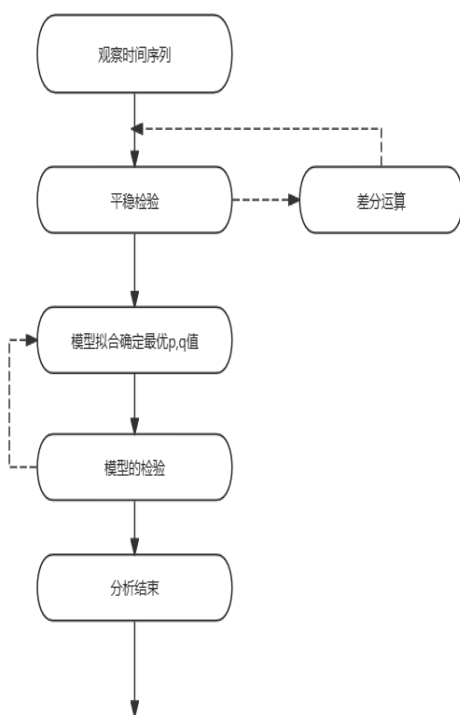 观察时间序列
平稳检验
差分运算
模型拟合确定最优p,q值
模型的检验
分析结束